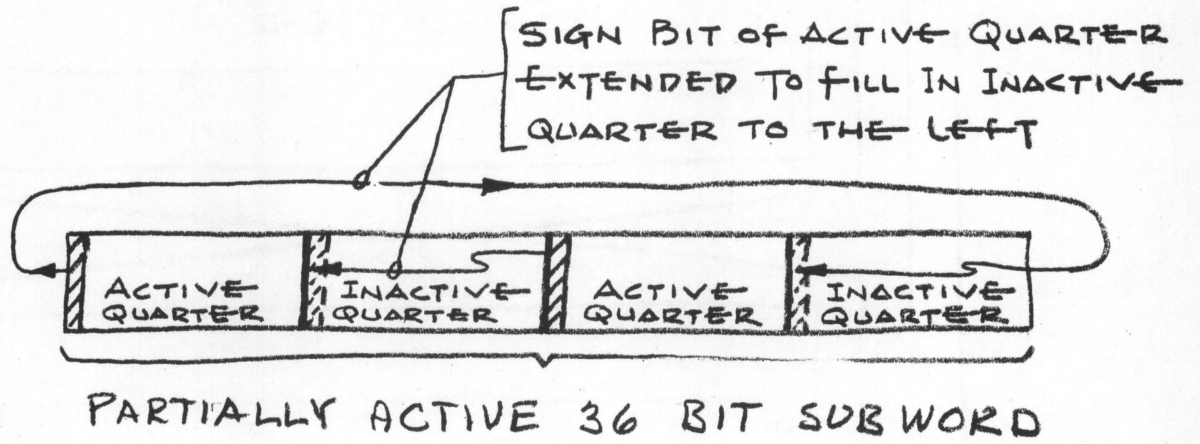 SIGN BIT OF ACTIVE QUARTER
EXTENDED TO FILL IN INACTIVE
QUARTER TO THE LEFT
ACTIVE QUARTER
INACTIVE QUARTER
ACTIVE QUARTER
INACTIVE QUARTER
PARTIALLY ACTIVE 36 BIT SUBWORD